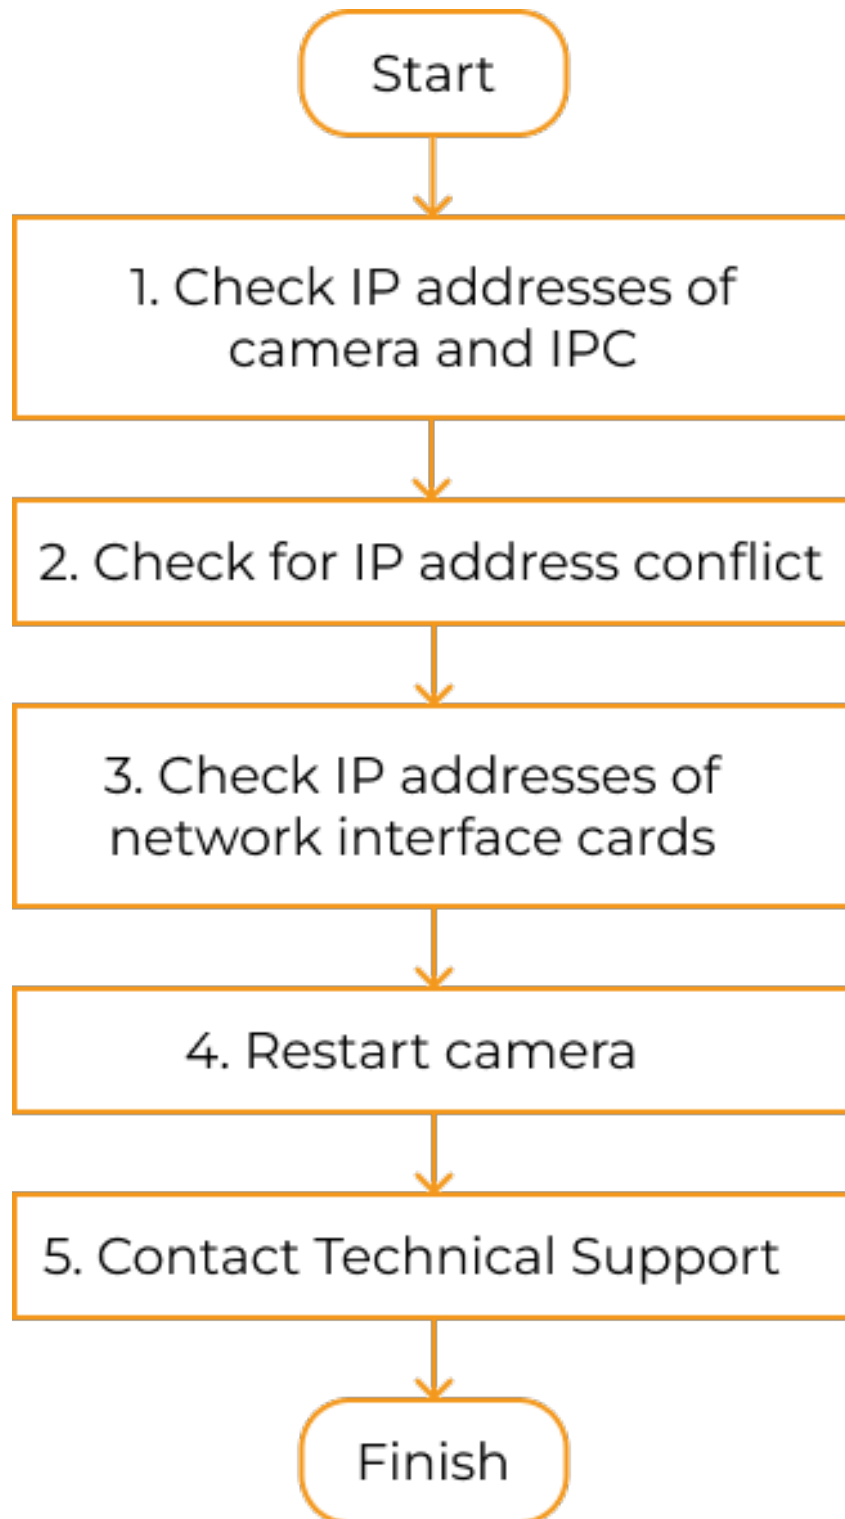 Start
1. Check IP addresses of
camera and IPC
2. Check for IP address conflict
3. Check IP addresses of
network interface cards
4. Restart camera
5. Contact Technical Support
Finish